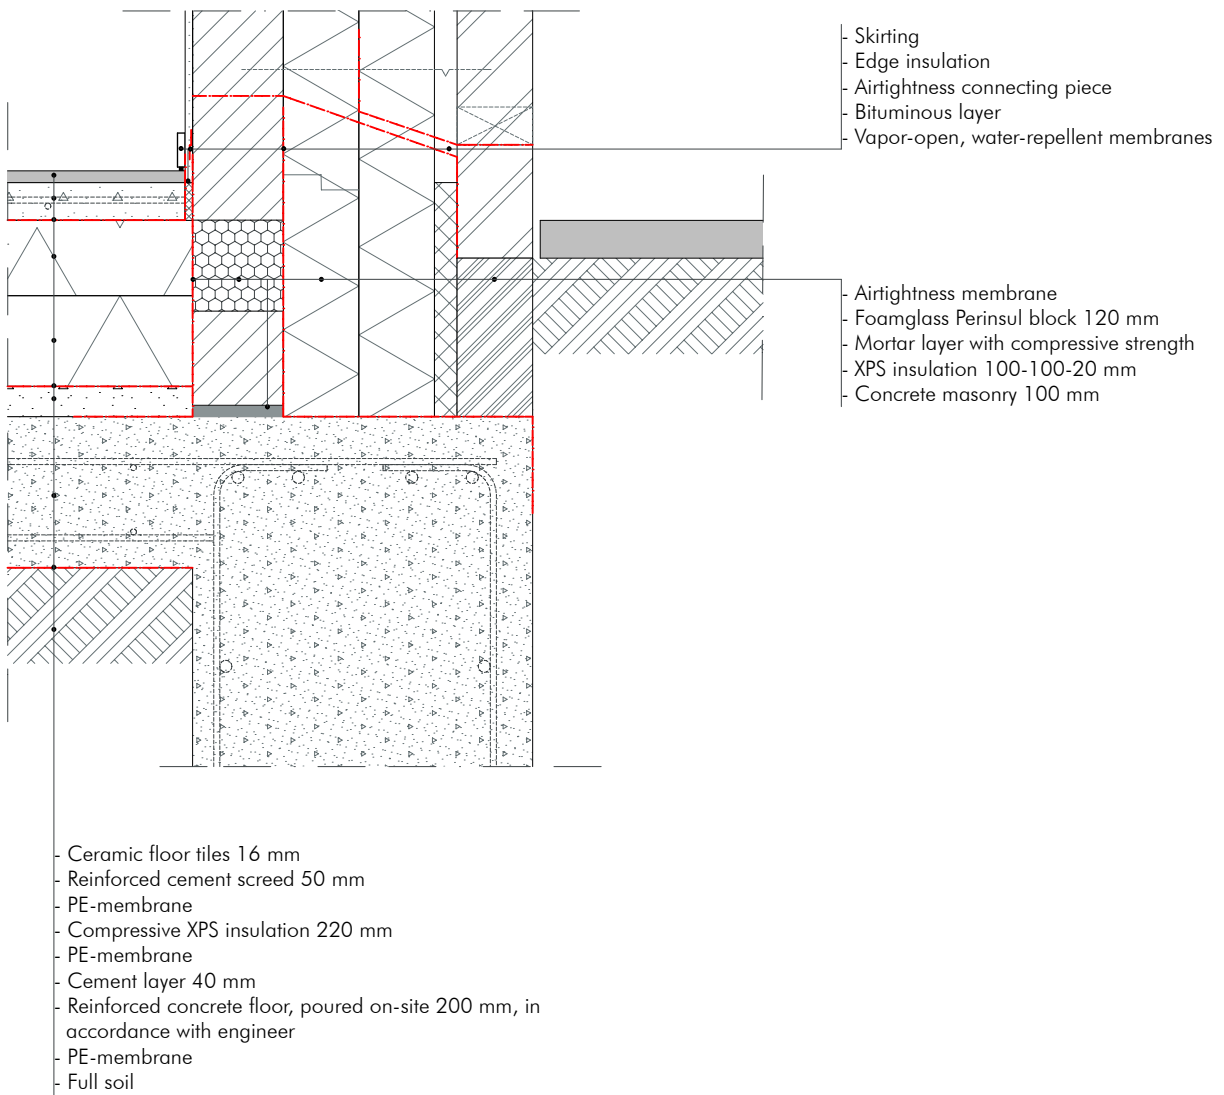 - Skirting
- Edge insulation
- Airtightness connecting piece
- Bituminous layer
- Vapor-open, water-repellent membranes
- Airtightness membrane
- Foamglass Perinsul block 120 mm
- Mortar layer with compressive strength
- XPS insulation 100-100-20 mm
- Concrete masonry 100 mm
- Ceramic floor tiles 16 mm
- Reinforced cement screed 50 mm
- PE-membrane
- Compressive XPS insulation 220 mm
- PE-membrane
- Cement layer 40 mm
- Reinforced concrete floor, poured on-site 200 mm, in
accordance with engineer
- PE-membrane
- Full soil